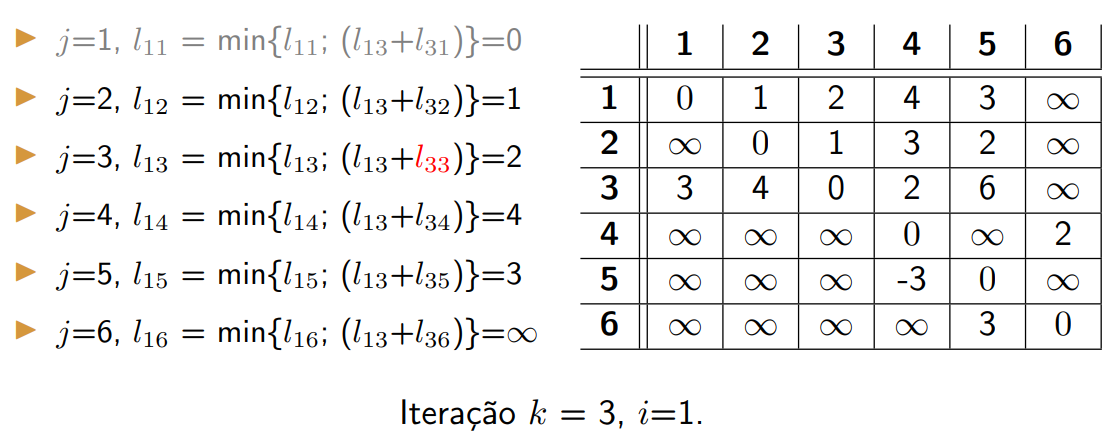 ▶ j=1, l₁₁ = min{l₁₁; (l₁₃+l₃₁)}=0
▶ j=2, l₁₂ = min{l₁₂; (l₁₃+l₃₂)}=1
▶ j=3, l₁₃ = min{l₁₃; (l₁₃+l₃₃)}=2
▶ j=4, l₁₄ = min{l₁₄; (l₁₃+l₃₄)}=4
▶ j=5, l₁₅ = min{l₁₅; (l₁₃+l₃₅)}=3
▶ j=6, l₁₆ = min{l₁₆; (l₁₃+l₃₆)}=∞
1 2 3 4 5 6
1 0 1 2 4 3 ∞
2 ∞ 0 1 3 2 ∞
3 3 4 0 2 6 ∞
4 ∞ ∞ ∞ 0 ∞ 2
5 ∞ ∞ ∞ -3 0 ∞
6 ∞ ∞ ∞ ∞ 3 0
Iteração k = 3, i=1.